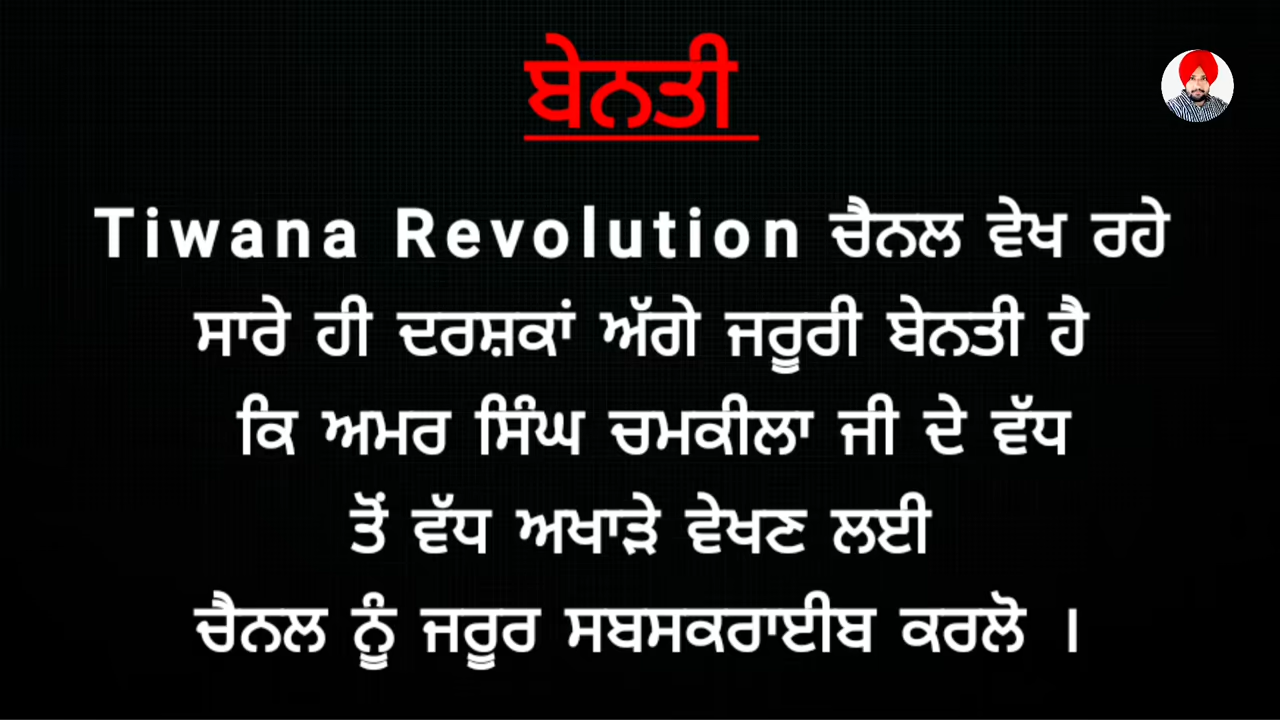 ਬੇਨਤੀ
Tiwana Revolution ਚੈਨਲ ਵੇਖ ਰਹੇ
ਸਾਰੇ ਹੀ ਦਰਸ਼ਕਾਂ ਅੱਗੇ ਜਰੂਰੀ ਬੇਨਤੀ ਹੈ
ਕਿ ਅਮਰ ਸਿੰਘ ਚਮਕੀਲਾ ਜੀ ਦੇ ਵੱਧ
ਤੋਂ ਵੱਧ ਅਖਾੜੇ ਵੇਖਣ ਲਈ
ਚੈਨਲ ਨੂੰ ਜਰੂਰ ਸਬਸਕਰਾਈਬ ਕਰਲੋ ।